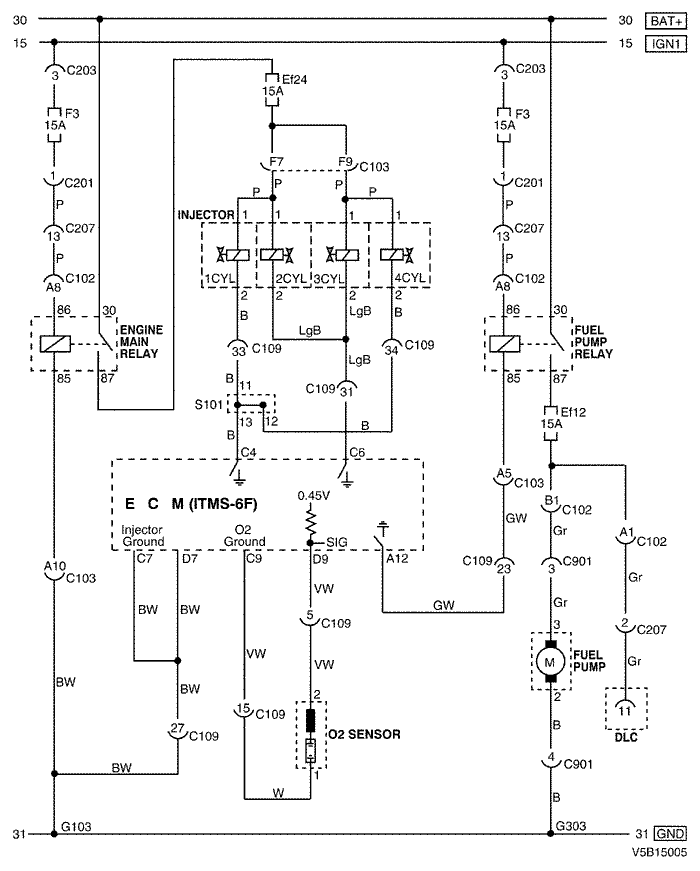 30 30 BAT+
15 15 IGN1
3 C203
F3
15A
1 C201
P
13 C207
P
A8 C102
86 30
ENGINE
MAIN
RELAY
85 87
Ef24
15A
F7 F9 C103
P P
P P
INJECTOR 1 1 1 1
1CYL 2CYL 3CYL 4CYL
2 2 2 2
B LgB B
LgB
33 C109 34 C109
LgB
B 11 C109 31
S101
13 12 B
B
C4 C6
3 C203
F3
15A
1 C201
P
13 C207
P
A8 C102
86 30
FUEL
PUMP
RELAY
85 87
Ef12
15A
A5 C103
GW
B1 C102
Gr
A1 C102
Gr
C109 23
3 C901
Gr
2 C207
Gr
E C M (ITMS-6F)
0.45V
Injector
Ground
O2
Ground
SIG
C7 D7 C9 D9 A12
A10 C103
BW BW VW
VW
GW
5 C109
VW
BW BW
27 C109
15 C109
2
O2 SENSOR
1
BW
W
3
M
FUEL
PUMP
2
B
11
DLC
4 C901
B
31 G103 G303 31 GND
V5B15005